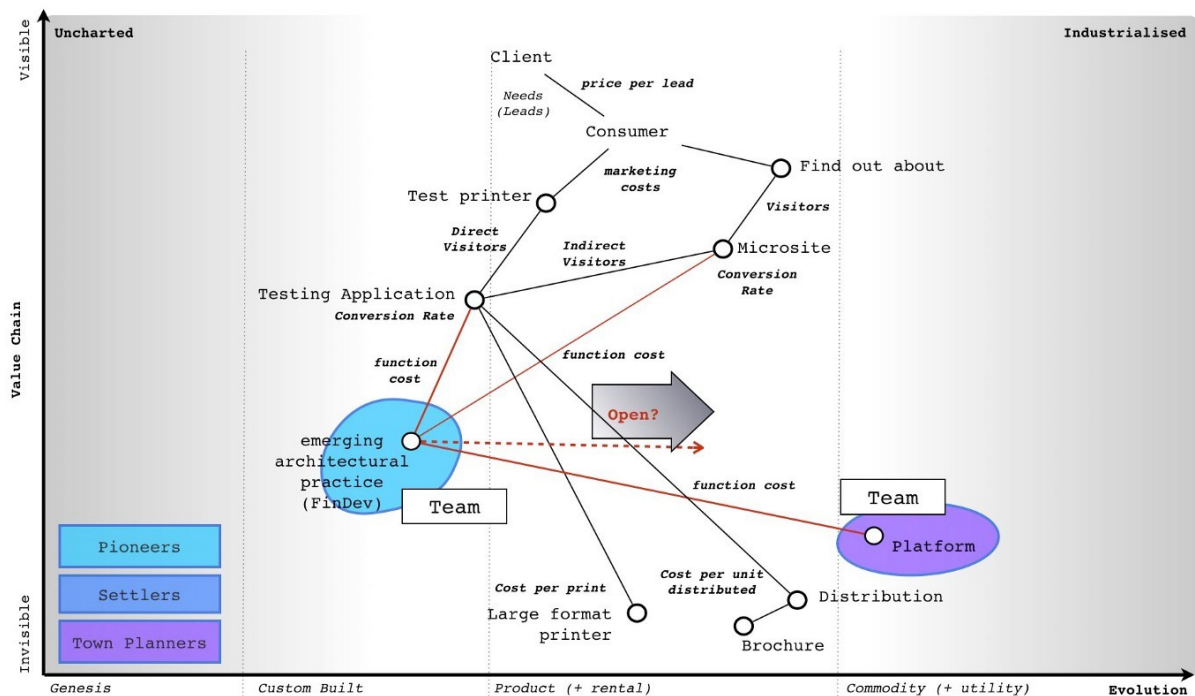 Visible
Uncharted
Industrialised
Client
price per lead
Needs
(Leads)
Consumer
Find out about
marketing
costs
Test printer
Visitors
Direct
Visitors
Indirect
Visitors
Microsite
Conversion
Rate
Testing Application
Conversion Rate
Value Chain
function
cost
function cost
Open?
emerging
architectural
practice
(FinDev)
Team
function cost
Team
Platform
Pioneers
Settlers
Town Planners
Cost per print
Large format
printer
Cost per unit
distributed
Distribution
Brochure
Invisible
Genesis
Custom Built
Product (+ rental)
Commodity (+ utility)
Evolution